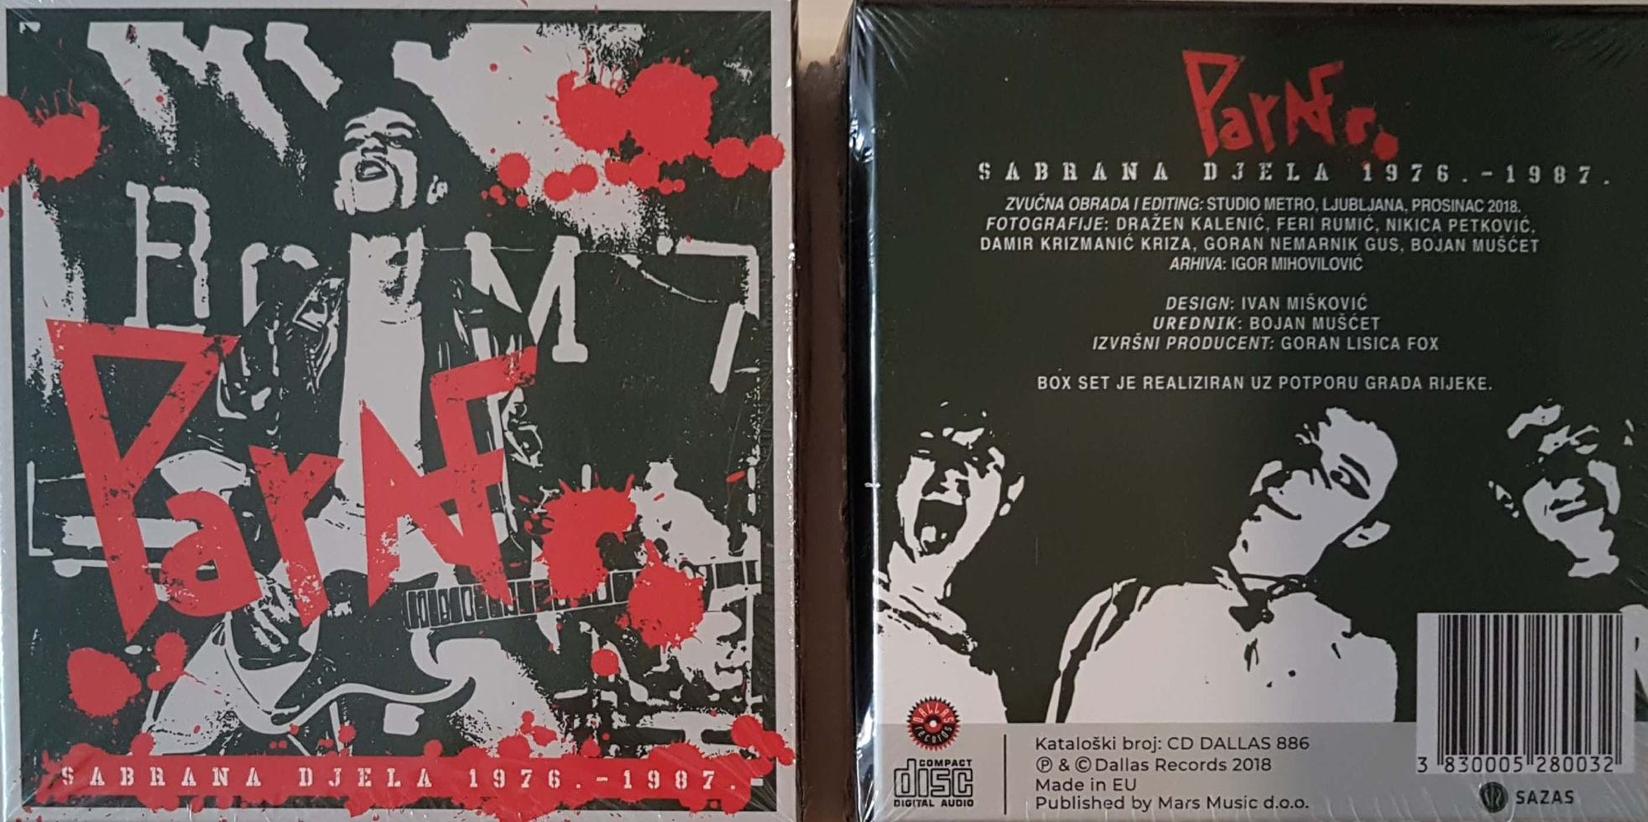 ParAF.
SABRANA DJELA 1976.-1987.
ParAF.
SABRANA DJELA 1976.-1987.
ZVUČNA OBRADA I EDITING: STUDIO METRO, LJUBLJANA, PROSINAC 2018.
FOTOGRAFIJE: DRAŽEN KALENIĆ, FERI RUMIĆ, NIKICA PETKOVIĆ,
DAMIR KRIZMANIĆ KRIZA, GORAN NEMARNIK GUS, BOJAN MUŠĆET
ARHIVA: IGOR MIHOVILOVIĆ
DESIGN: IVAN MIŠKOVIĆ
UREDNIK: BOJAN MUŠĆET
IZVRŠNI PRODUCENT: GORAN LISICA FOX
BOX SET JE REALIZIRAN UZ POTPORU GRADA RIJEKE.
DALLAS
RECORDS
COMPACT
disc
DIGITAL AUDIO
Kataloški broj: CD DALLAS 886
℗ & © Dallas Records 2018
Made in EU
Published by Mars Music d.o.o.
3 830005 280032
SAZAS